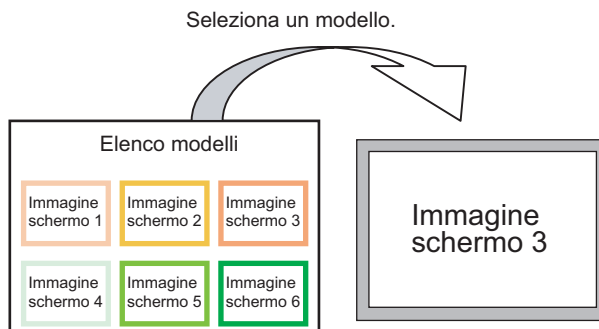 Seleziona un modello.
Elenco modelli
Immagine
schermo 1
Immagine
schermo 2
Immagine
schermo 3
Immagine
schermo 4
Immagine
schermo 5
Immagine
schermo 6
Immagine
schermo 3